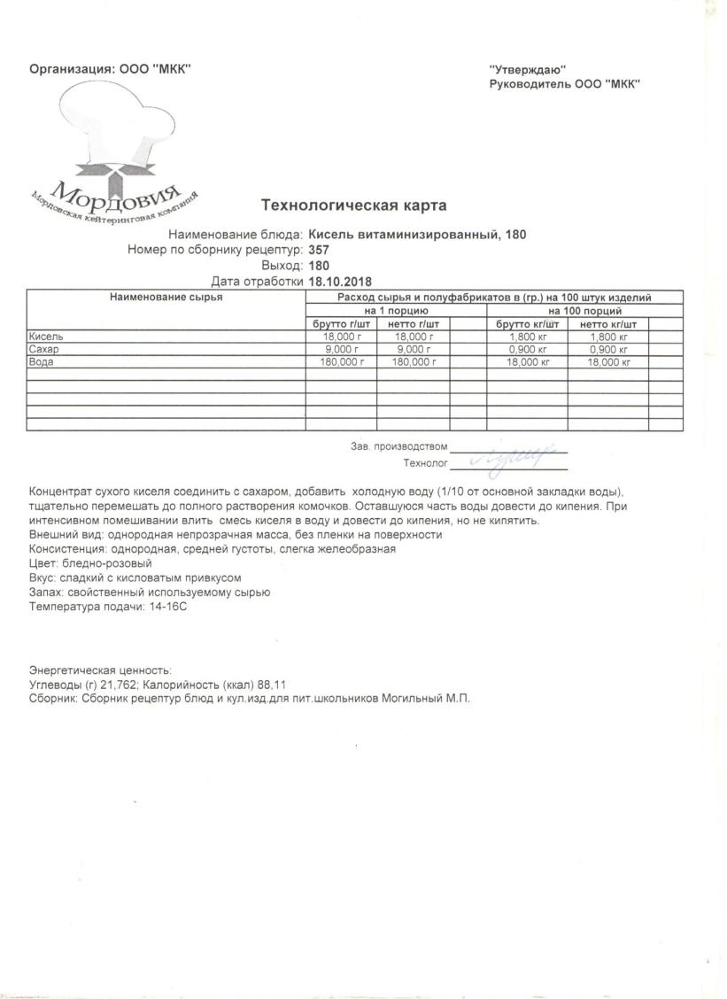 Организация: ООО "МКК"
"Утверждаю"
Руководитель ООО "МКК"
Мордовия
Мордовская кейтеринговая компания
Технологическая карта
Наименование блюда: Кисель витаминизированный, 180
Номер по сборнику рецептур: 357
Выход: 180
Дата отработки 18.10.2018
Наименование сырья Расход сырья и полуфабрикатов в (гр.) на 100 штук изделий
на 1 порцию на 100 порций
брутто г/шт нетто г/шт брутто кг/шт нетто кг/шт
Кисель 18,000 г 18,000 г 1,800 кг 1,800 кг
Сахар 9,000 г 9,000 г 0,900 кг 0,900 кг
Вода 180,000 г 180,000 г 18,000 кг 18,000 кг
Зав. производством
Технолог
Концентрат сухого киселя соединить с сахаром, добавить холодную воду (1/10 от основной закладки воды),
тщательно перемешать до полного растворения комочков. Оставшуюся часть воды довести до кипения. При
интенсивном помешивании влить смесь киселя в воду и довести до кипения, но не кипятить.
Внешний вид: однородная непрозрачная масса, без пленки на поверхности
Консистенция: однородная, средней густоты, слегка желеобразная
Цвет: бледно-розовый
Вкус: сладкий с кисловатым привкусом
Запах: свойственный используемому сырью
Температура подачи: 14-16С
Энергетическая ценность:
Углеводы (г) 21,762; Калорийность (ккал) 88,11
Сборник: Сборник рецептур блюд и кул.изд.для пит.школьников Могильный М.П.